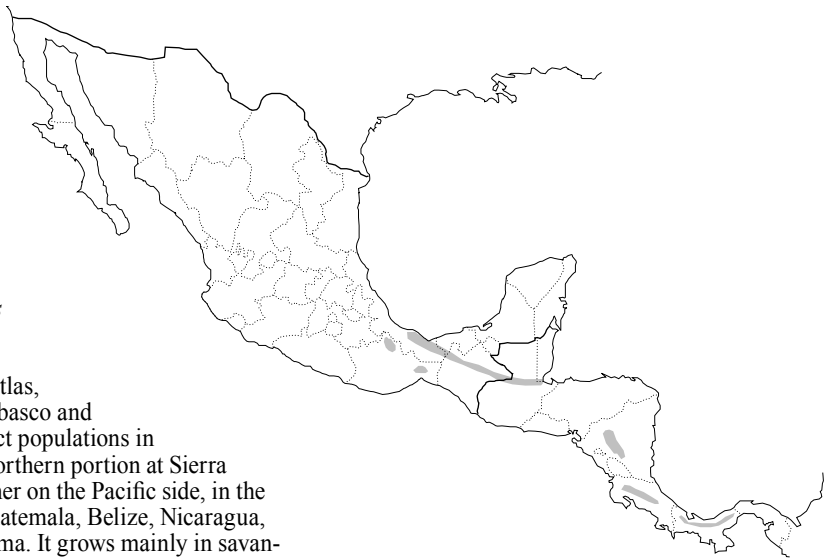 tlas,
basco and
ct populations in
orthern portion at Sierra
her on the Pacific side, in the
atemala, Belize, Nicaragua,
ma. It grows mainly in savan-